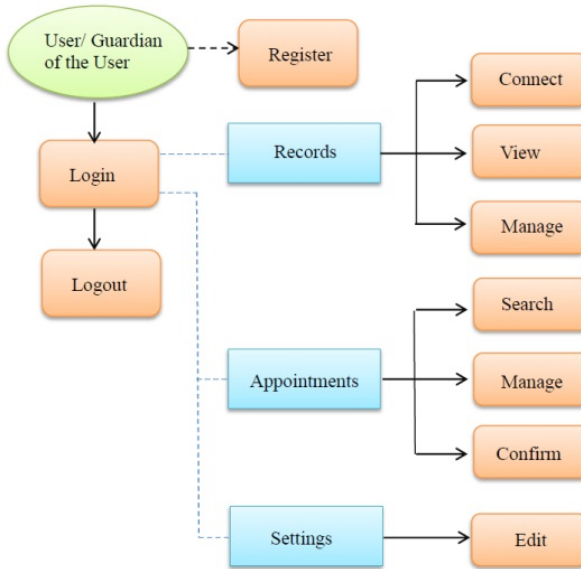 User/ Guardian
of the User
Register
Connect
Login
Records
View
Manage
Logout
Search
Appointments
Manage
Confirm
Settings
Edit